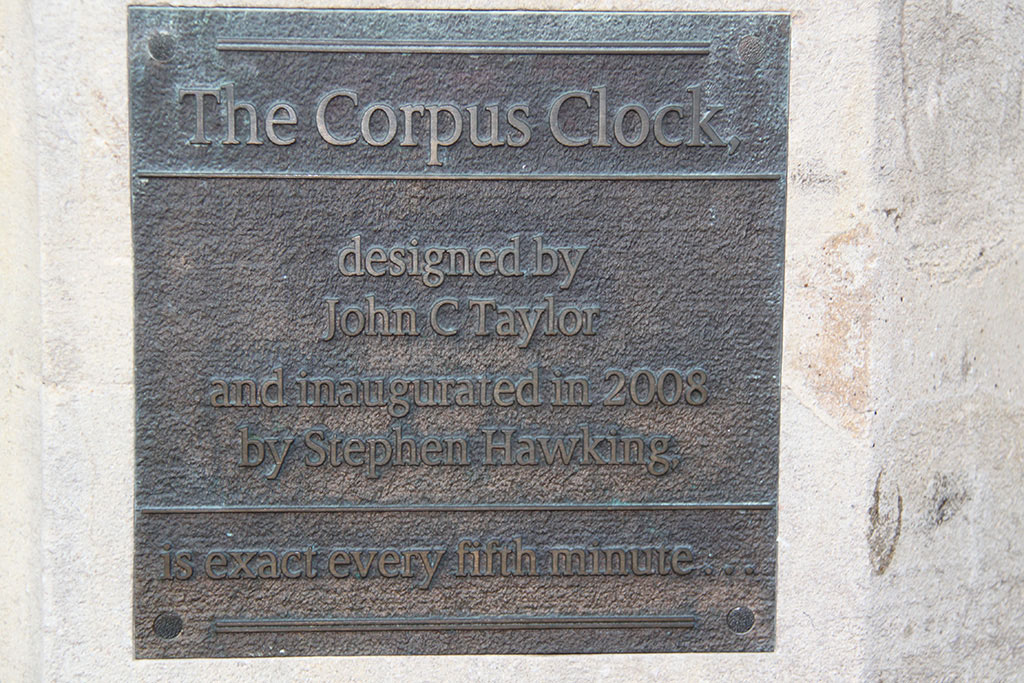 The Corpus Clock,
designed by
John C Taylor
and inaugurated in 2008
by Stephen Hawking,
is exact every fifth minute . . . .